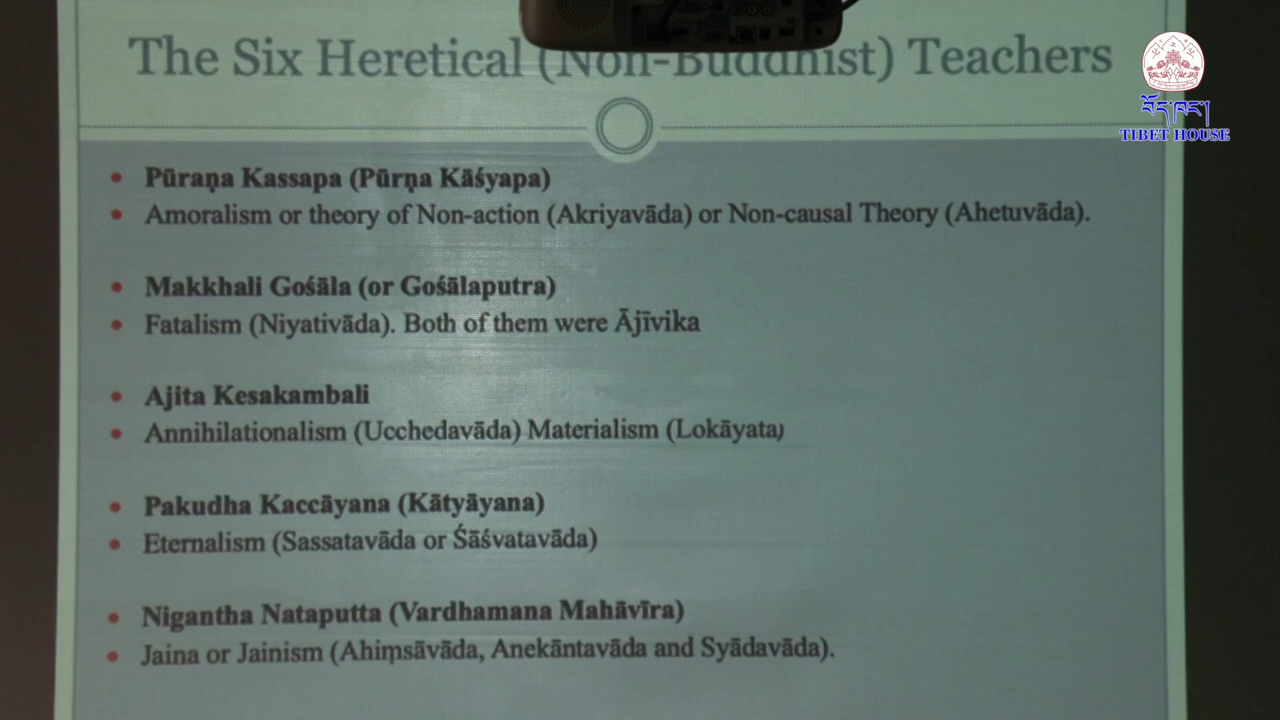 The Six Heretical (Non-Buddhist) Teachers
བོད་ཁང་།
TIBET HOUSE
Pūraṇa Kassapa (Pūrṇa Kāśyapa)
Amoralism or theory of Non-action (Akriyavāda) or Non-causal Theory (Ahetuvāda).
Makkhali Gośāla (or Gośālaputra)
Fatalism (Niyativāda). Both of them were Ājīvika
Ajita Kesakambali
Annihilationalism (Ucchedavāda) Materialism (Lokāyata)
Pakudha Kaccāyana (Kātyāyana)
Eternalism (Sassatavāda or Śāśvatavāda)
Nigantha Nataputta (Vardhamana Mahāvīra)
Jaina or Jainism (Ahiṃsāvāda, Anekāntavāda and Syādavāda).